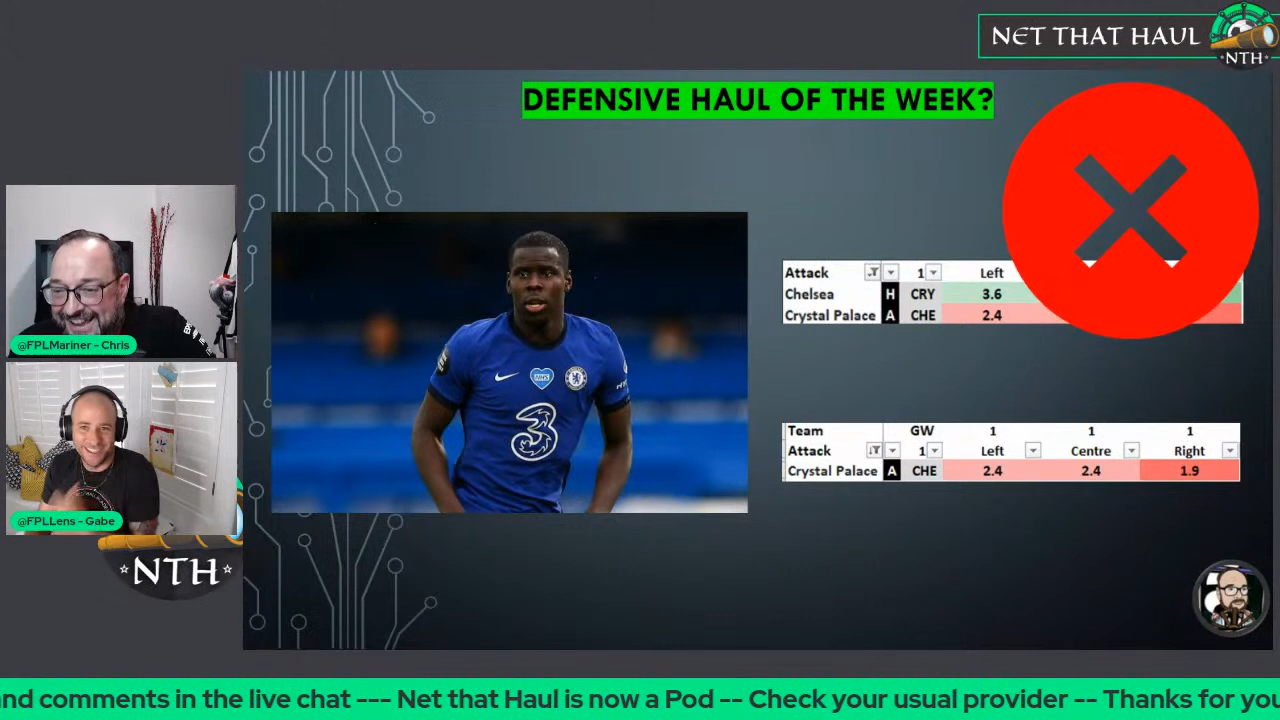 NET THAT HAUL
NTH
DEFENSIVE HAUL OF THE WEEK?
Attack 1 Left
Chelsea H CRY 3.6
Crystal Palace A CHE 2.4
@FPLMariner - Chris
NHS
3
Team GW 1 1 1
Attack 1 Left Centre Right
Crystal Palace A CHE 2.4 2.4 1.9
@FPLLens - Gabe
NTH
and comments in the live chat --- Net that Haul is now a Pod -- Check your usual provider -- Thanks for you